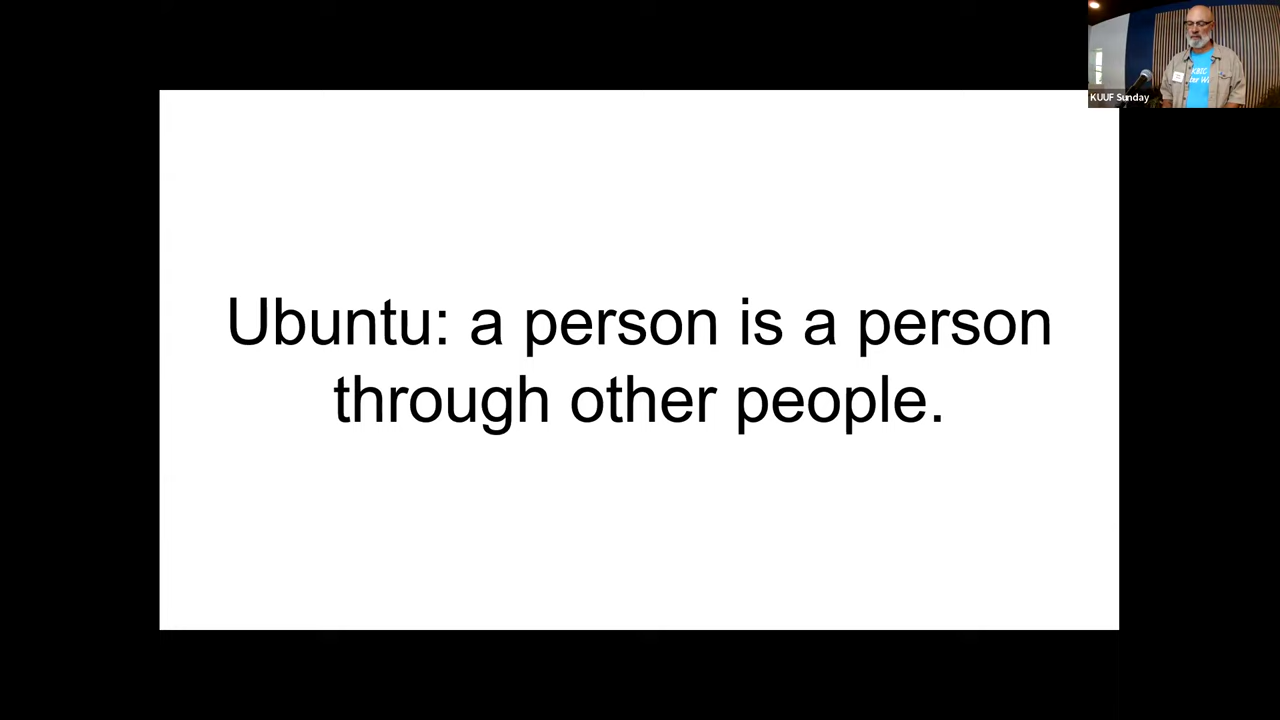 KUUF Sunday
Ubuntu: a person is a person
through other people.